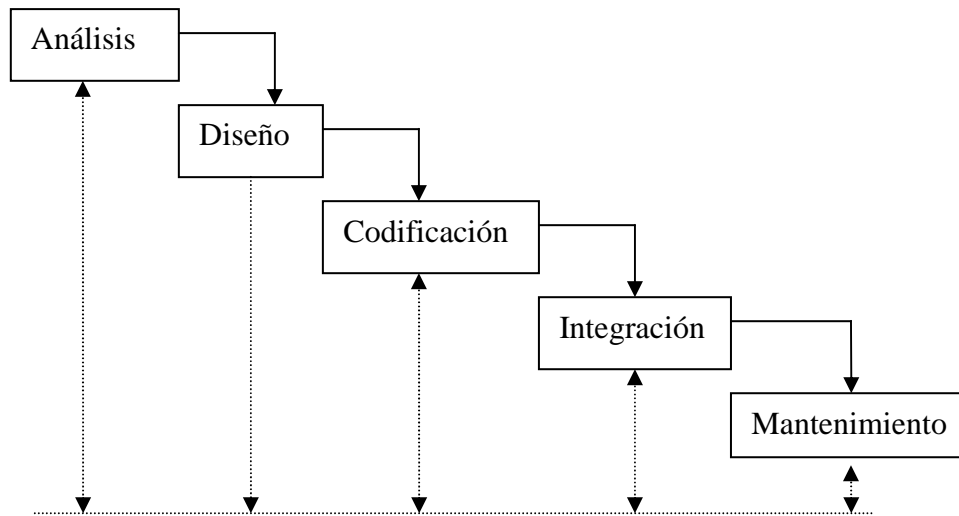 Análisis
Diseño
Codificación
Integración
Mantenimiento